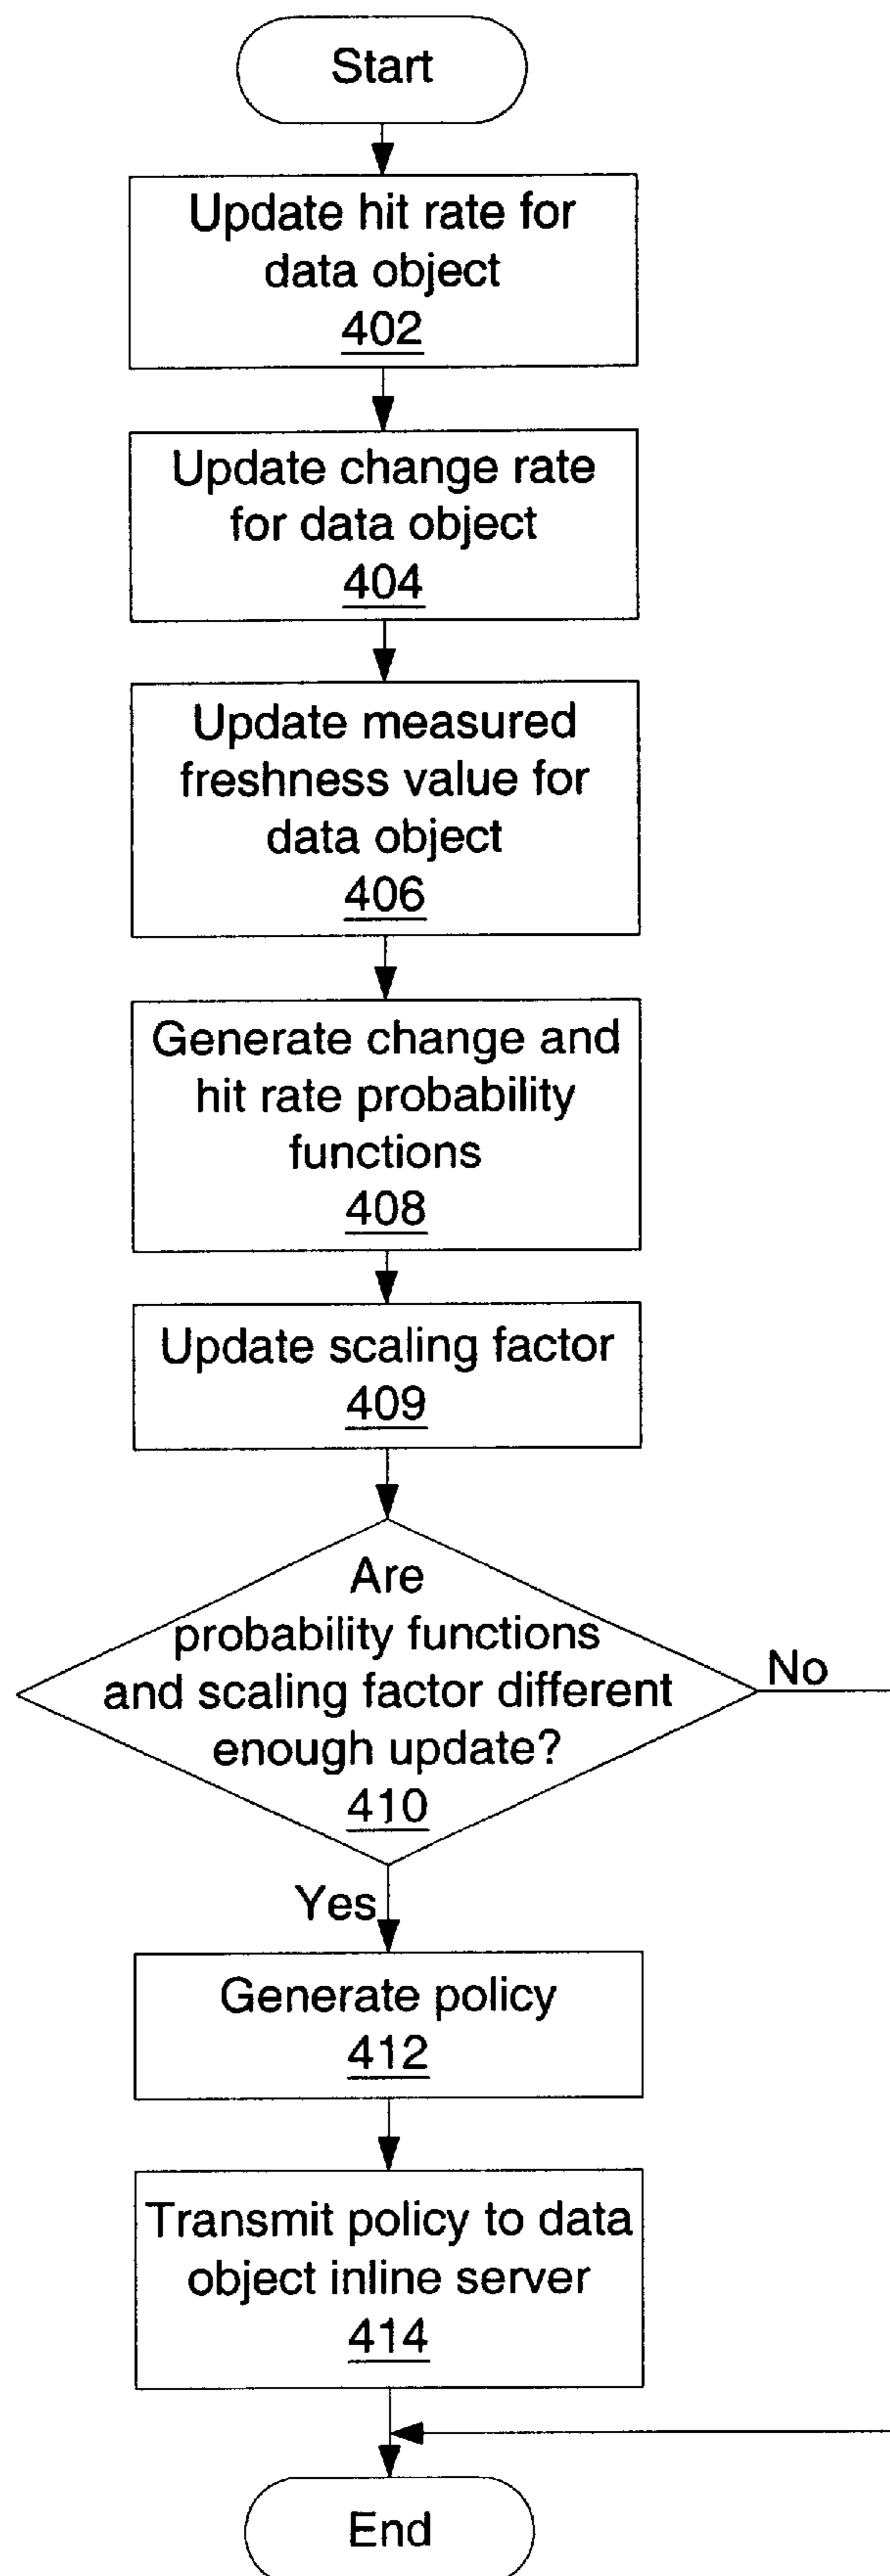 Start
Update hit rate for
data object
402
Update change rate
for data object
404
Update measured
freshness value for
data object
406
Generate change and
hit rate probability
functions
408
Update scaling factor
409
Are
probability functions
and scaling factor different
enough update?
410
No
Yes
Generate policy
412
Transmit policy to data
object inline server
414
End